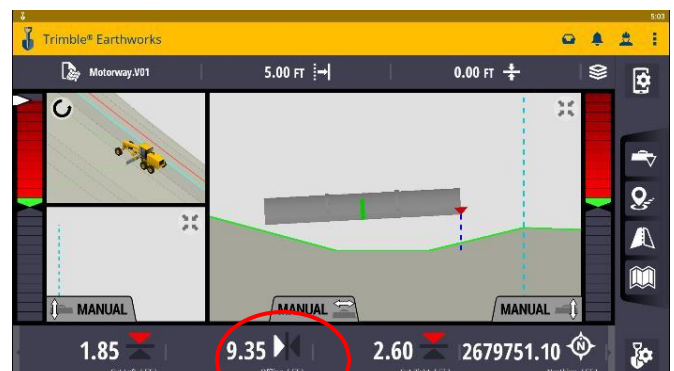 5:03
Trimble® Earthworks
Motorway.V01
5.00 FT
0.00 FT
MANUAL
MANUAL
MANUAL
1.85
9.35
2.60
2679751.10